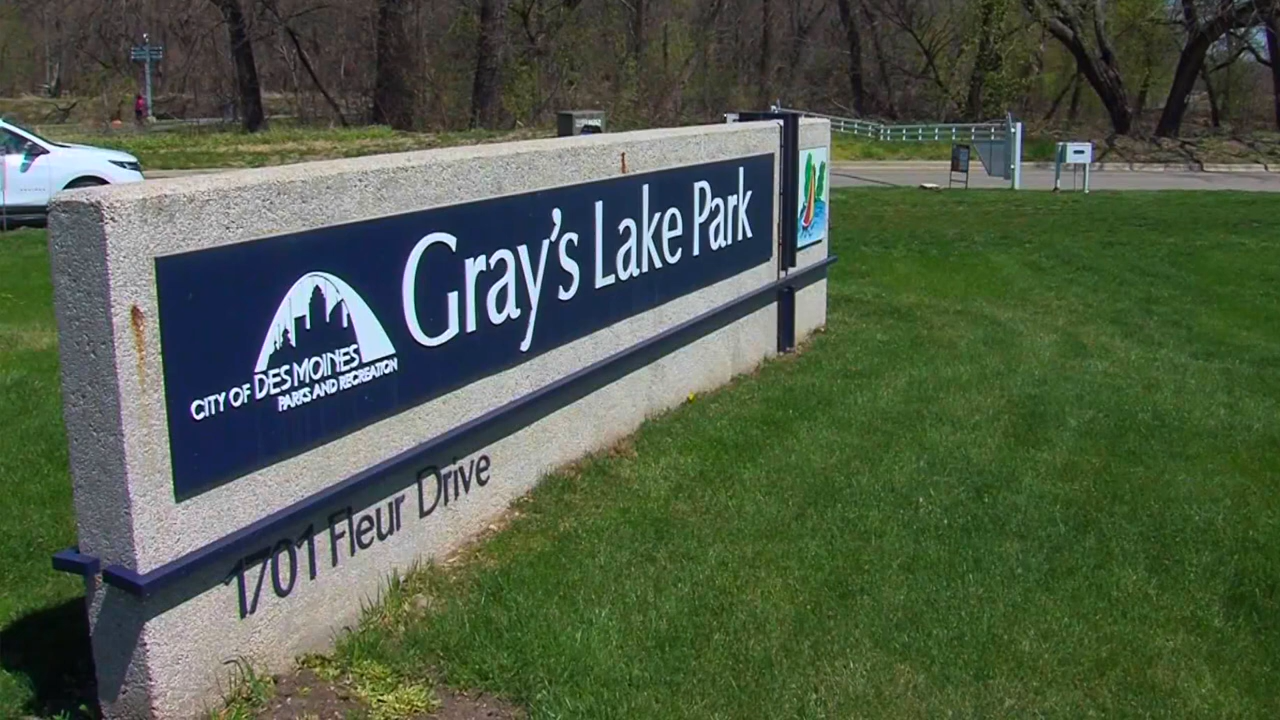 Gray's Lake Park
CITY OF DES MOINES
PARKS AND RECREATION
1701 Fleur Drive